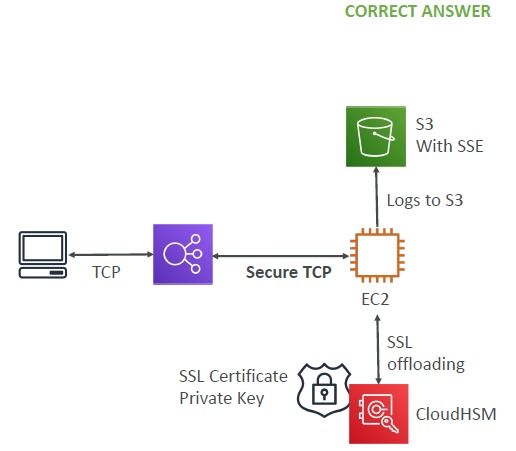 CORRECT ANSWER
S3
With SSE
Logs to S3
TCP
Secure TCP
EC2
SSL
offloading
SSL Certificate
Private Key
CloudHSM